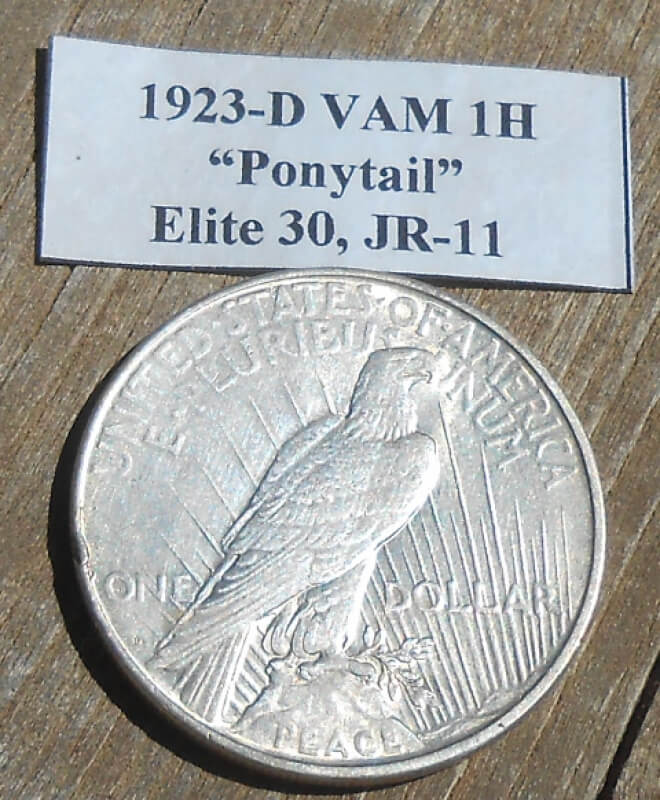 1923-D VAM 1H
“Ponytail”
Elite 30, JR-11
UNITED·STATES·OF·AMERICA
E·PLURIBUS UNUM
ONE DOLLAR
PEACE